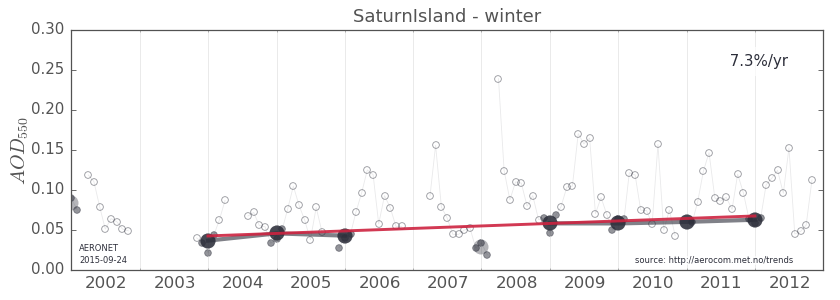 SaturnIsland - winter
0.30
0.25
0.20
0.15
0.10
0.05
0.00
AOD550
7.3%/yr
AERONET
2015-09-24
source: http://aerocom.met.no/trends
2002 2003 2004 2005 2006 2007 2008 2009 2010 2011 2012